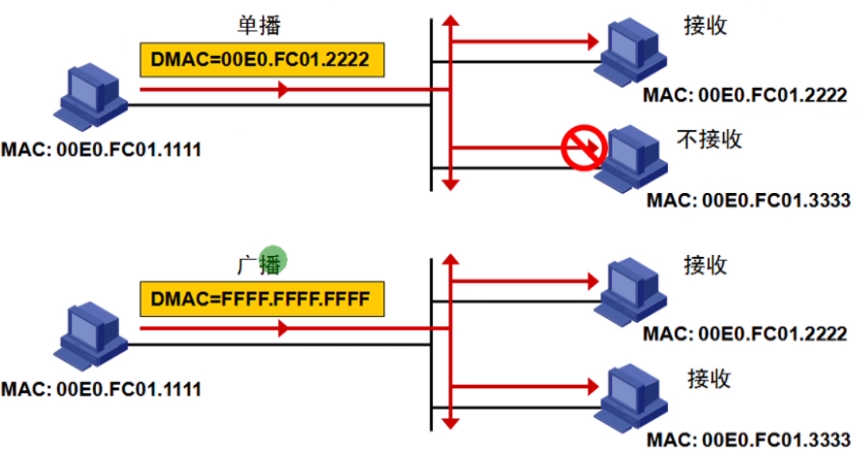 单播
接收
DMAC=00E0.FC01.2222
MAC: 00E0.FC01.2222
不接收
MAC: 00E0.FC01.1111
MAC: 00E0.FC01.3333
广播
接收
DMAC=FFFF.FFFF.FFFF
MAC: 00E0.FC01.2222
接收
MAC: 00E0.FC01.1111
MAC: 00E0.FC01.3333